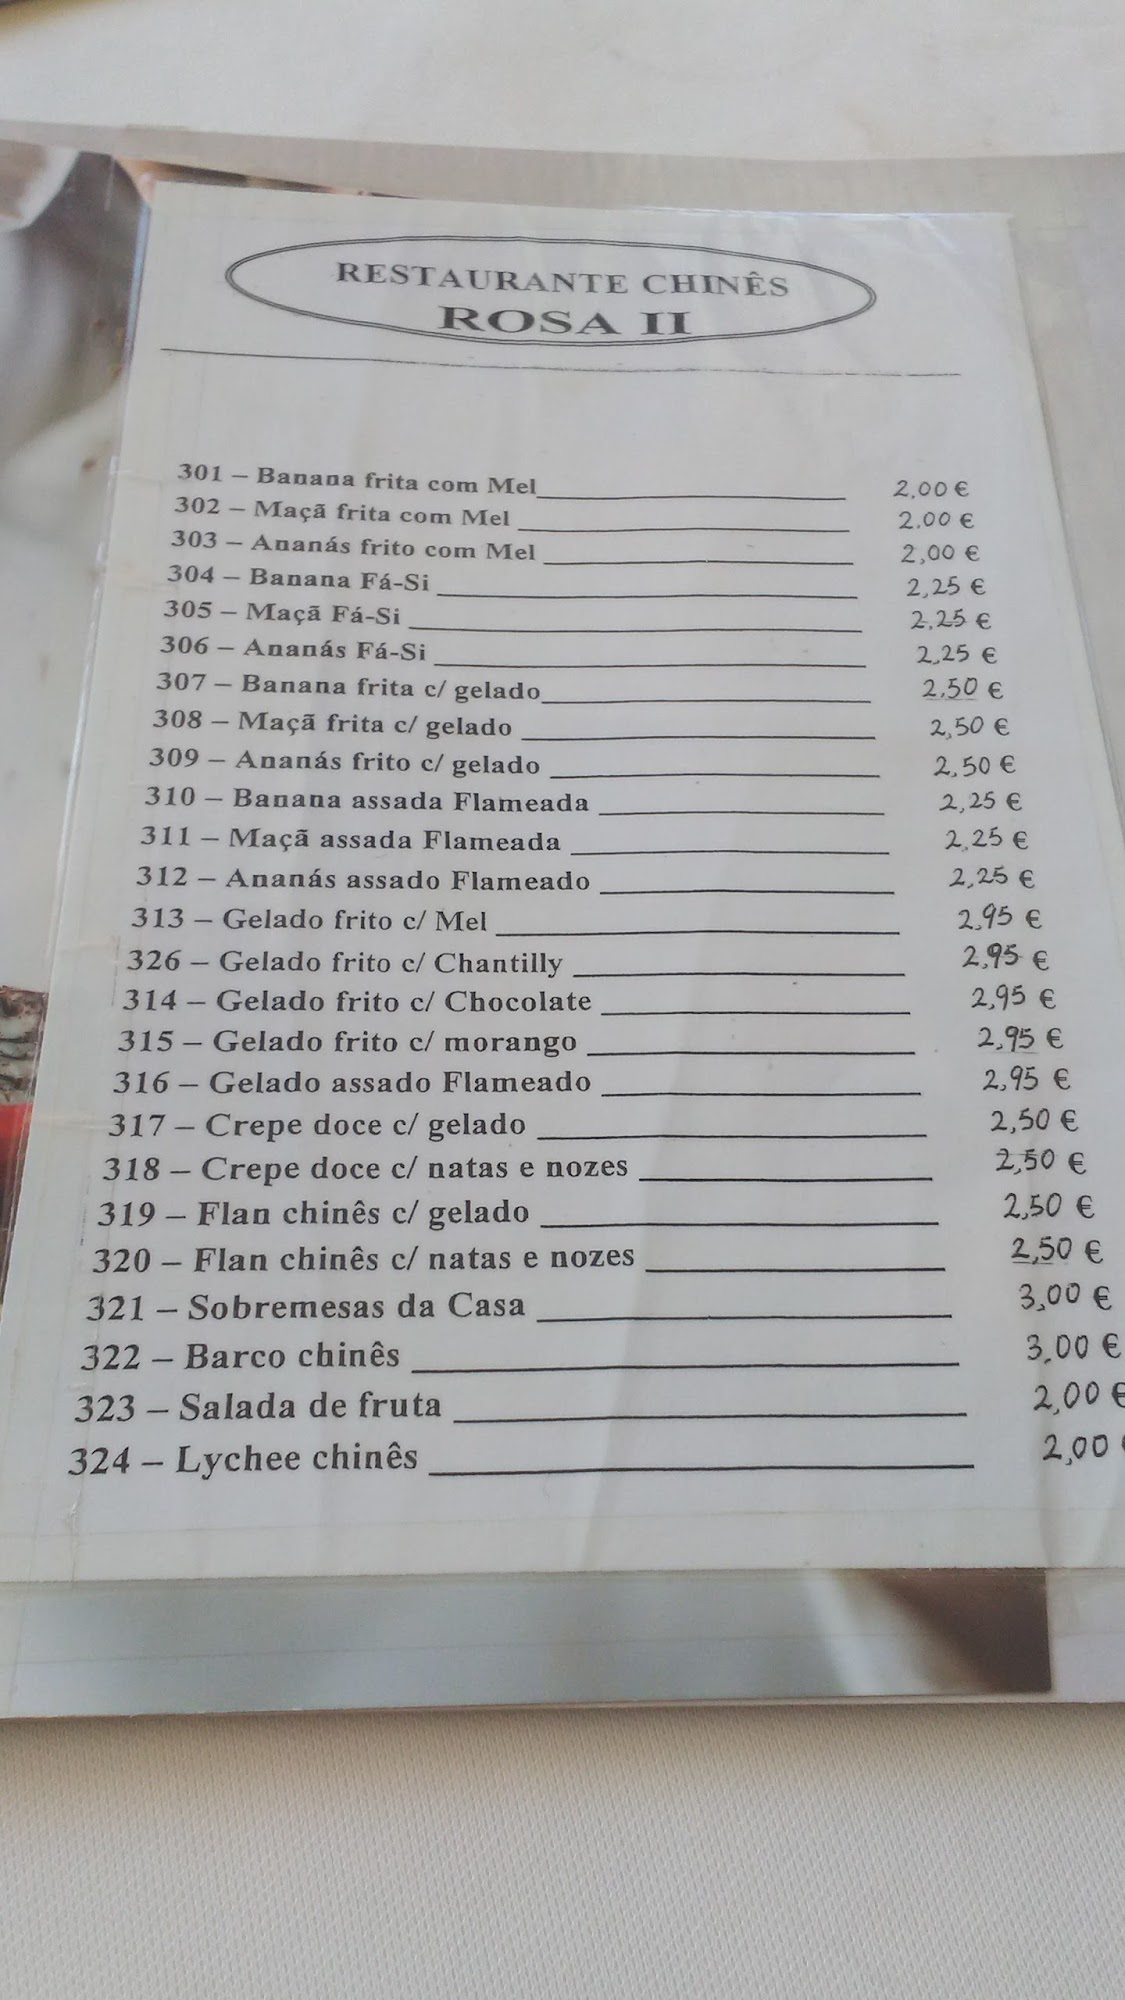 RESTAURANTE CHINÊS
ROSA II
301 – Banana frita com Mel 2,00 €
302 – Maçã frita com Mel 2,00 €
303 – Ananás frito com Mel 2,00 €
304 – Banana Fá-Si 2,25 €
305 – Maçã Fá-Si 2,25 €
306 – Ananás Fá-Si 2,25 €
307 – Banana frita c/ gelado 2,50 €
308 – Maçã frita c/ gelado 2,50 €
309 – Ananás frito c/ gelado 2,50 €
310 – Banana assada Flameada 2,25 €
311 – Maçã assada Flameada 2,25 €
312 – Ananás assado Flameado 2,25 €
313 – Gelado frito c/ Mel 2,95 €
326 – Gelado frito c/ Chantilly 2,95 €
314 – Gelado frito c/ Chocolate 2,95 €
315 – Gelado frito c/ morango 2,95 €
316 – Gelado assado Flameado 2,95 €
317 – Crepe doce c/ gelado 2,50 €
318 – Crepe doce c/ natas e nozes 2,50 €
319 – Flan chinês c/ gelado 2,50 €
320 – Flan chinês c/ natas e nozes 2,50 €
321 – Sobremesas da Casa 3,00 €
322 – Barco chinês 3,00 €
323 – Salada de fruta 2,00 €
324 – Lychee chinês 2,00